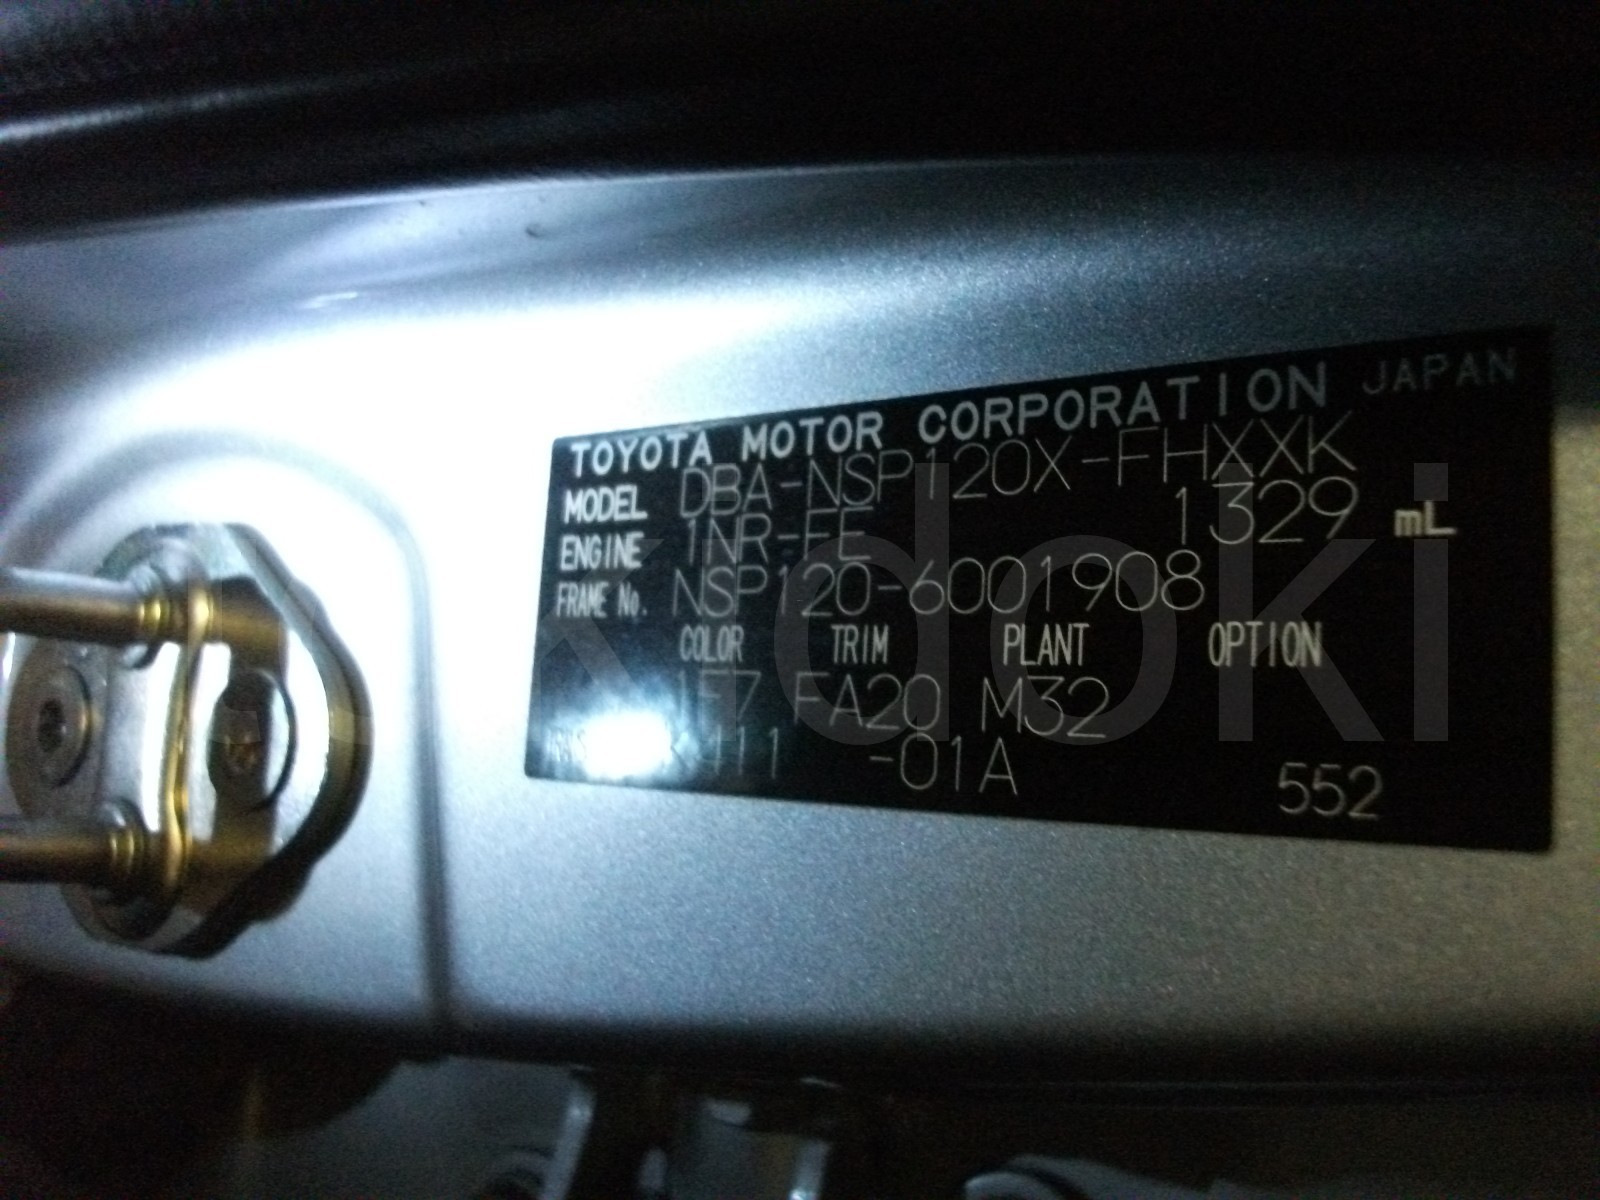 TOYOTA MOTOR CORPORATION JAPAN
MODEL DBA-NSP120X-FHXXK
ENGINE 1NR-FE 1329 mL
FRAME No. NSP120-6001908
COLOR TRIM PLANT OPTION
1F7 FA20 M32
-01A 552